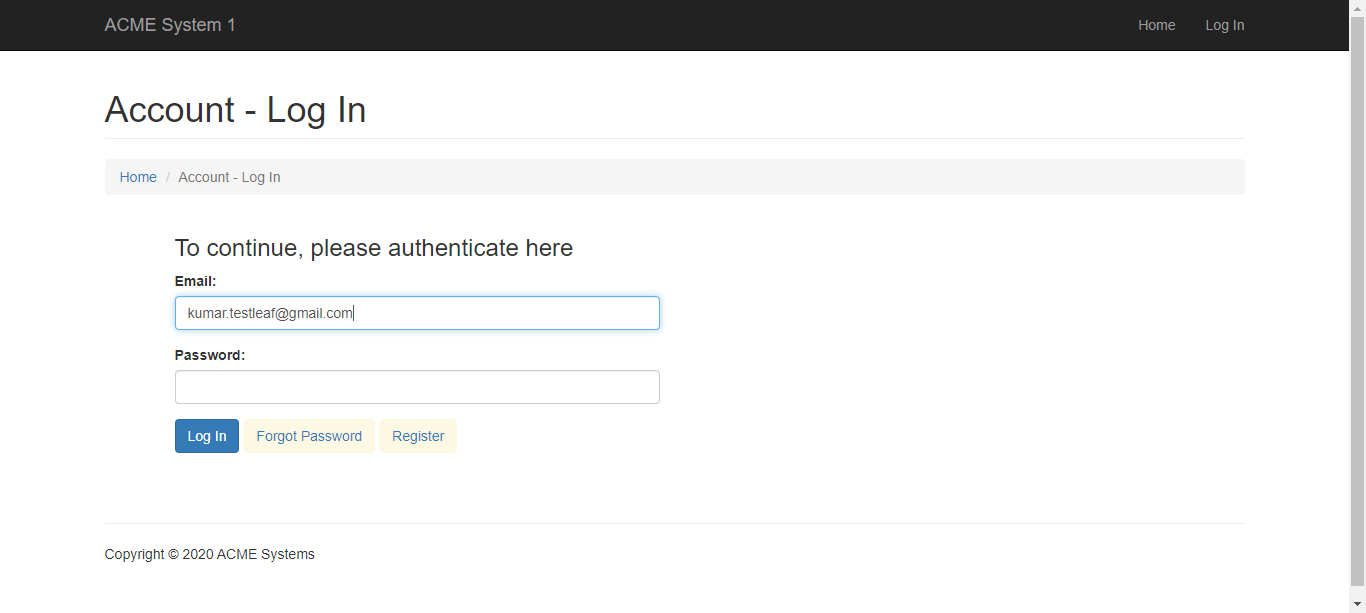 ACME System 1 Home Log In
Account - Log In
Home / Account - Log In
To continue, please authenticate here
Email:
kumar.testleaf@gmail.com
Password:
Log In Forgot Password Register
Copyright © 2020 ACME Systems